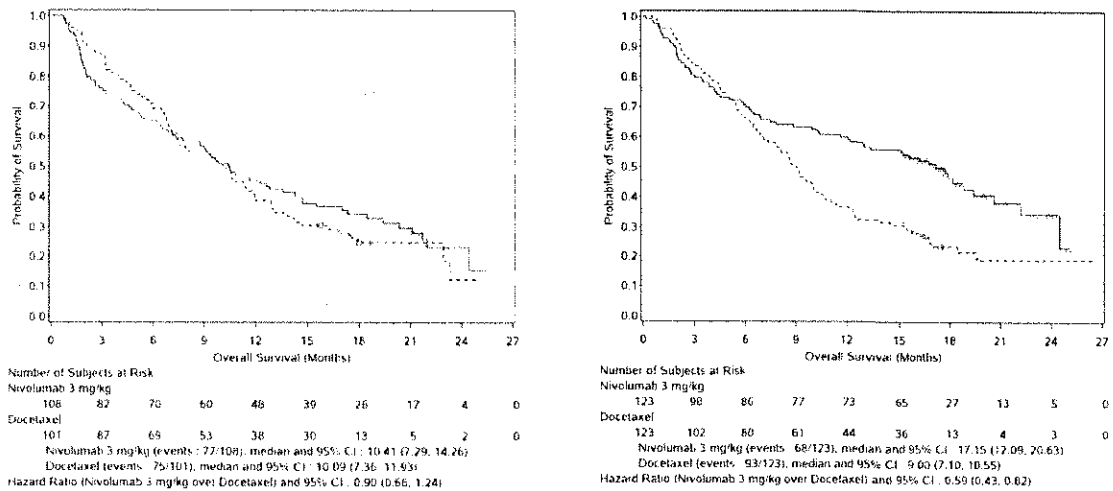 1.0
0.9
0.8
0.7
0.6
0.5
0.4
0.3
0.2
0.1
0.0
Probability of Survival
0 3 6 9 12 15 18 21 24 27
Overall Survival (Months)
Number of Subjects at Risk
Nivolumab 3 mg/kg
108 82 70 60 48 39 26 17 4 0
Docetaxel
101 87 69 53 38 30 13 5 2 0
Nivolumab 3 mg/kg (events : 77/108), median and 95% CI : 10.41 (7.29, 14.26)
Docetaxel (events : 75/101), median and 95% CI : 10.09 (7.36, 11.93)
Hazard Ratio (Nivolumab 3 mg/kg over Docetaxel) and 95% CI : 0.90 (0.66, 1.24)
1.0
0.9
0.8
0.7
0.6
0.5
0.4
0.3
0.2
0.1
0.0
Probability of Survival
0 3 6 9 12 15 18 21 24 27
Overall Survival (Months)
Number of Subjects at Risk
Nivolumab 3 mg/kg
123 98 86 77 73 65 27 13 5 0
Docetaxel
123 102 80 61 44 36 13 4 3 0
Nivolumab 3 mg/kg (events : 68/123), median and 95% CI : 17.15 (12.09, 20.63)
Docetaxel (events : 93/123), median and 95% CI : 9.00 (7.10, 10.55)
Hazard Ratio (Nivolumab 3 mg/kg over Docetaxel) and 95% CI : 0.59 (0.43, 0.82)